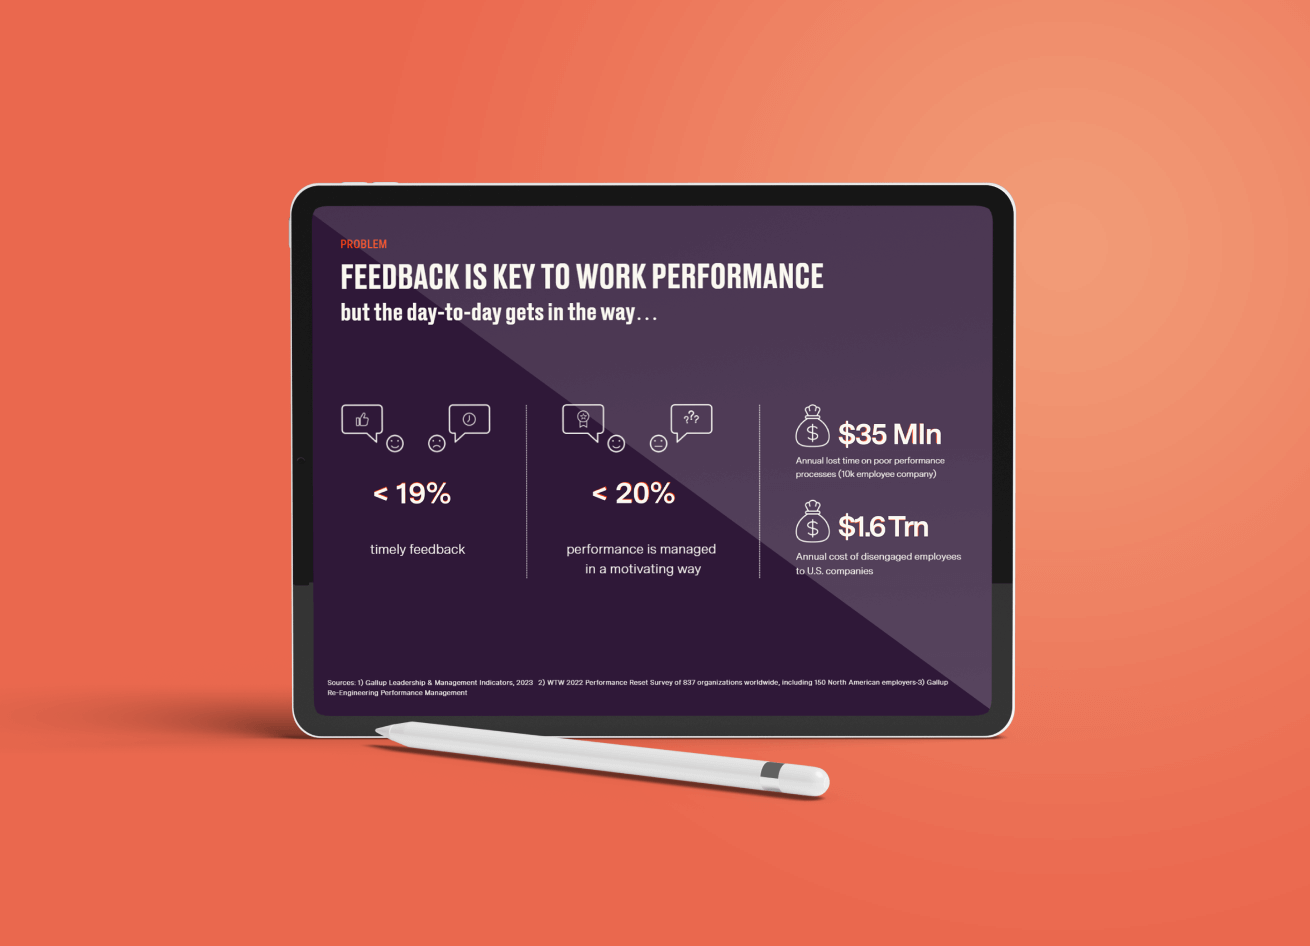 PROBLEM
FEEDBACK IS KEY TO WORK PERFORMANCE
but the day-to-day gets in the way...
???
< 19%
timely feedback
< 20%
performance is managed
in a motivating way
$
$35 Mln
Annual lost time on poor performance
processes (10k employee company)
$
$1.6 Trn
Annual cost of disengaged employees
to U.S. companies
Sources: 1) Gallup Leadership & Management Indicators, 2023 2) WTW 2022 Performance Reset Survey of 837 organizations worldwide, including 150 North American employers-3) Gallup
Re-Engineering Performance Management